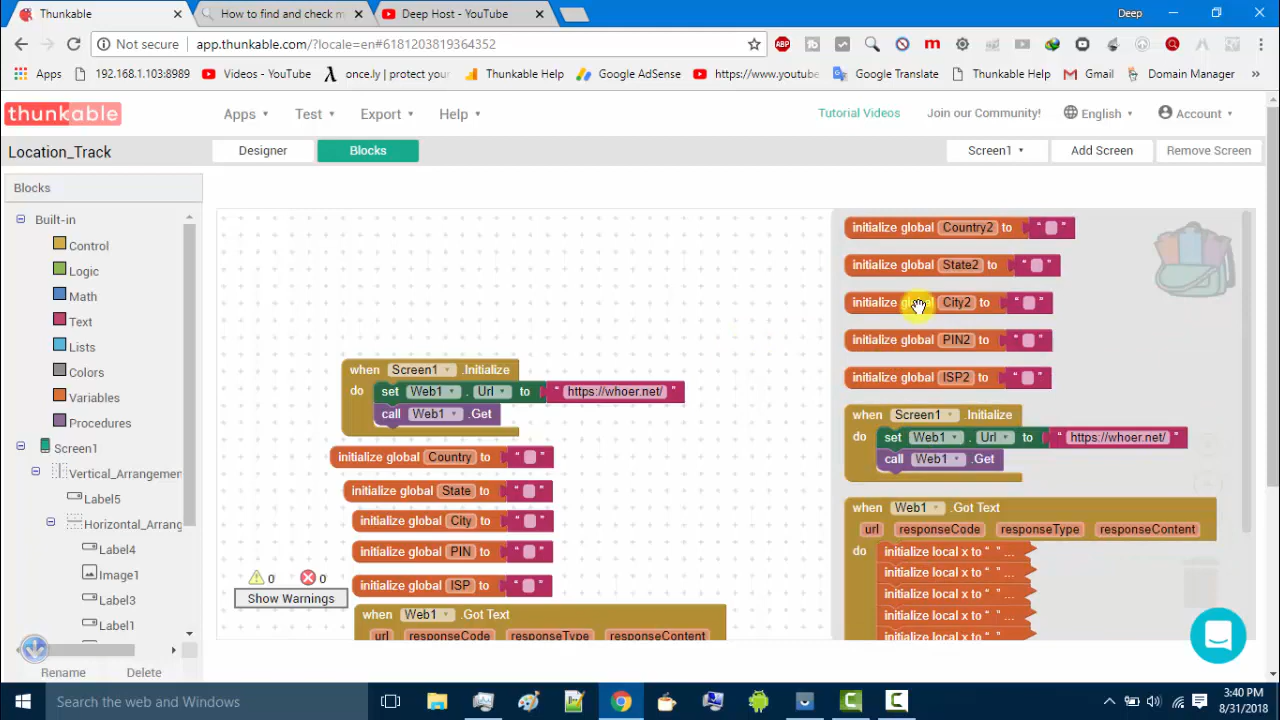 Thunkable
How to find and check m
Deep Host - YouTube
Deep
Not secure
app.thunkable.com/?locale=en#6181203819364352
Apps
192.168.1.103:8985
Videos - YouTube
once.ly | protect your
Thunkable Help
Google AdSense
https://www.youtube
Google Translate
Thunkable Help
Gmail
Domain Manager
»
thunkable
Apps
Test
Export
Help
Tutorial Videos
Join our Community!
English
Account
Location_Track
Designer
Blocks
Screen1
Add Screen
Remove Screen
Blocks
Built-in
Control
Logic
Math
Text
Lists
Colors
Variables
Procedures
Screen1
Vertical_Arrangemen
Label5
Horizontal_Arrang
Label4
Image1
Label3
Label1
Rename
Delete
when Screen1 .Initialize
do set Web1 . Url to " https://whoer.net/ "
call Web1 .Get
initialize global Country to " "
initialize global State to " "
initialize global City to " "
initialize global PIN to " "
initialize global ISP to " "
when Web1 .Got Text
url responseCode responseType responseContent
0 0
Show Warnings
initialize global Country2 to " "
initialize global State2 to " "
initialize global City2 to " "
initialize global PIN2 to " "
initialize global ISP2 to " "
when Screen1 .Initialize
do set Web1 . Url to " https://whoer.net/ "
call Web1 .Get
when Web1 .Got Text
url responseCode responseType responseContent
do initialize local x to " " ...
initialize local x to " " ...
initialize local x to " " ...
initialize local x to " " ...
initialize local x to " " ...
Search the web and Windows
3:40 PM
8/31/2018